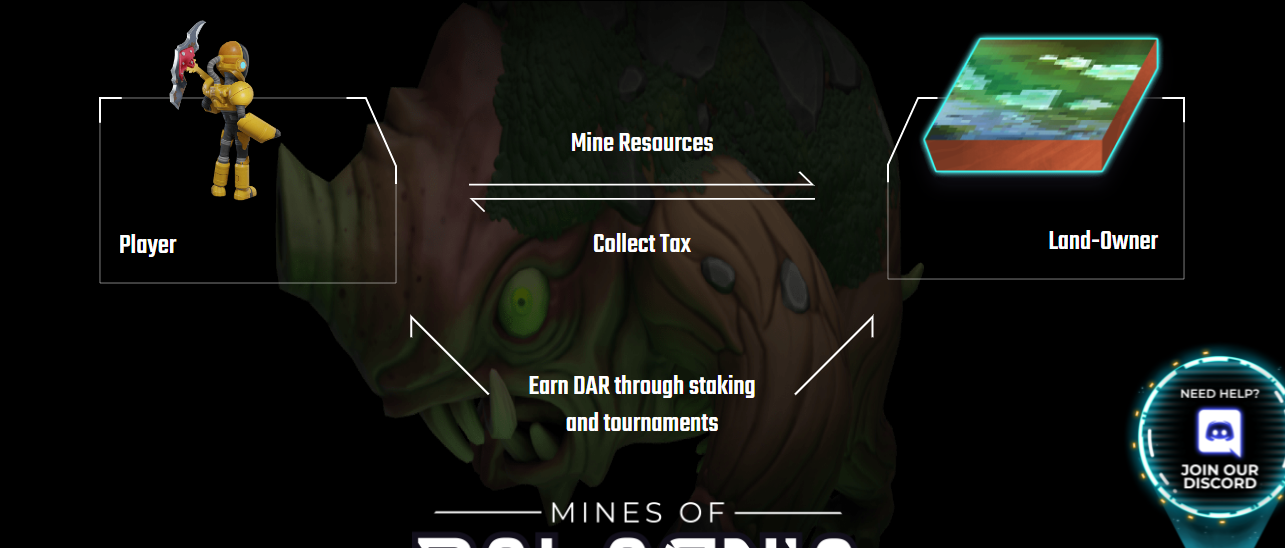 Mine Resources
Player
Collect Tax
Land-Owner
Earn DAR through staking
and tournaments
NEED HELP?
JOIN OUR
DISCORD
MINES OF